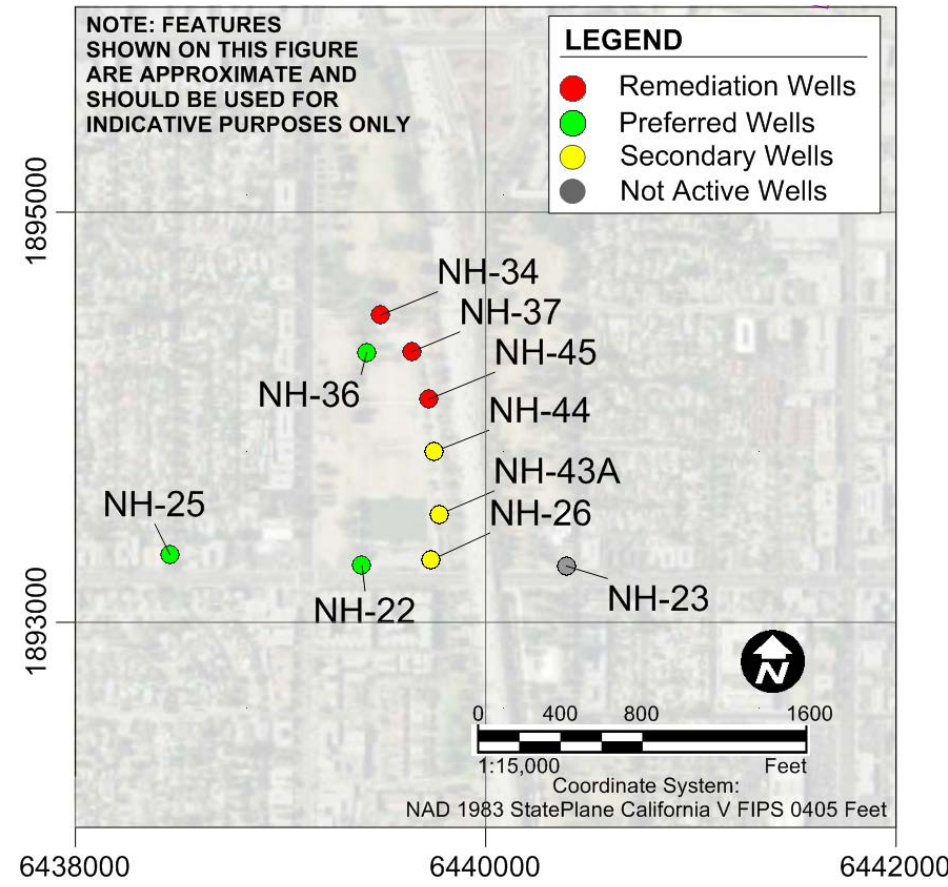 NOTE: FEATURES
SHOWN ON THIS FIGURE
ARE APPROXIMATE AND
SHOULD BE USED FOR
INDICATIVE PURPOSES ONLY
LEGEND
Remediation Wells
Preferred Wells
Secondary Wells
Not Active Wells
1895000
NH-34
NH-37
NH-36
NH-45
NH-44
NH-43A
NH-25
NH-26
NH-22
NH-23
1893000
N
0 400 800 1600
1:15,000 Feet
Coordinate System:
NAD 1983 StatePlane California V FIPS 0405 Feet
6438000 6440000 6442000